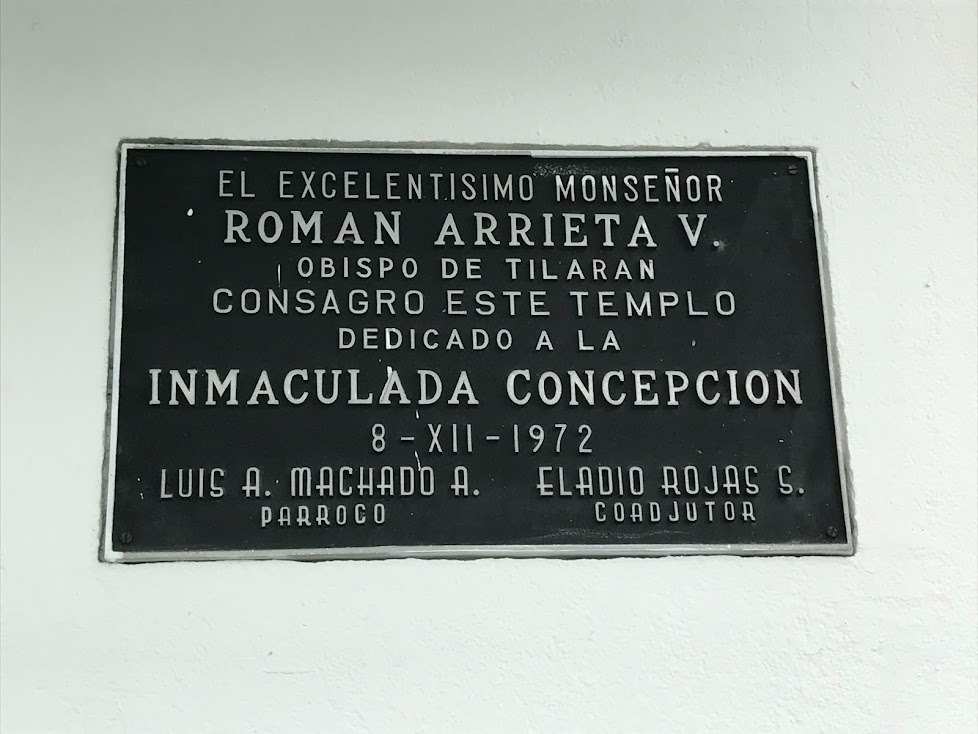 EL EXCELENTISIMO MONSEÑOR
ROMAN ARRIETA V.
OBISPO DE TILARAN
CONSAGRO ESTE TEMPLO
DEDICADO A LA
INMACULADA CONCEPCION
8-XII-1972
LUIS A. MACHADO A. ELADIO ROJAS S.
PARROCO COADJUTOR